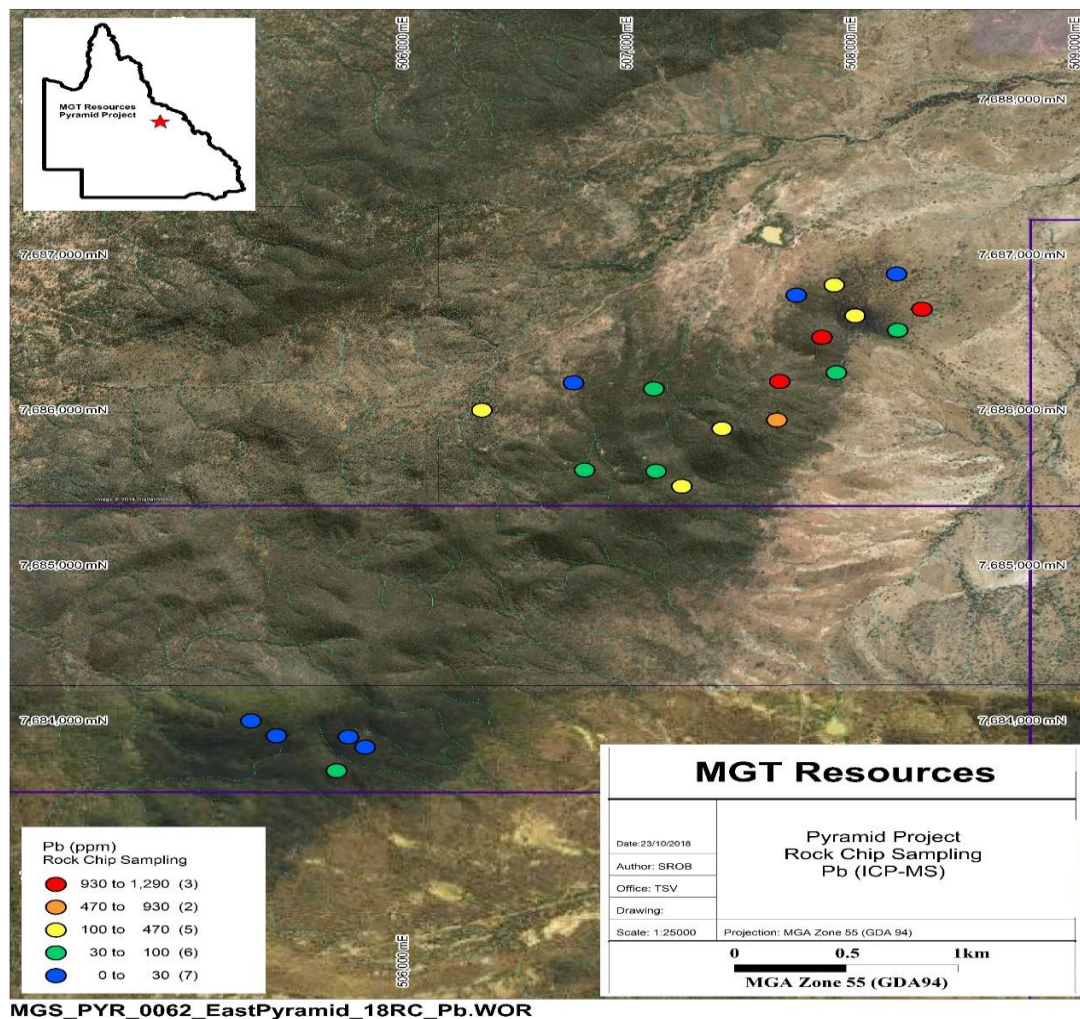 506,000 mE
507,000 mE
508,000 mE
509,000 mE
MGT Resources
Pyramid Project
7,688,000 mN
7,687,000 mN
7,687,000 mN
7,686,000 mN
7,686,000 mN
7,685,000 mN
7,685,000 mN
7,684,000 mN
7,684,000 mN
506,000 mE
Pb (ppm)
Rock Chip Sampling
930 to 1,290 (3)
470 to 930 (2)
100 to 470 (5)
30 to 100 (6)
0 to 30 (7)
MGT Resources
Date:23/10/2018
Author: SROB
Office: TSV
Drawing:
Scale: 1:25000
Pyramid Project
Rock Chip Sampling
Pb (ICP-MS)
Projection: MGA Zone 55 (GDA 94)
0 0.5 1km
MGA Zone 55 (GDA94)
MGS_PYR_0062_EastPyramid_18RC_Pb.WOR